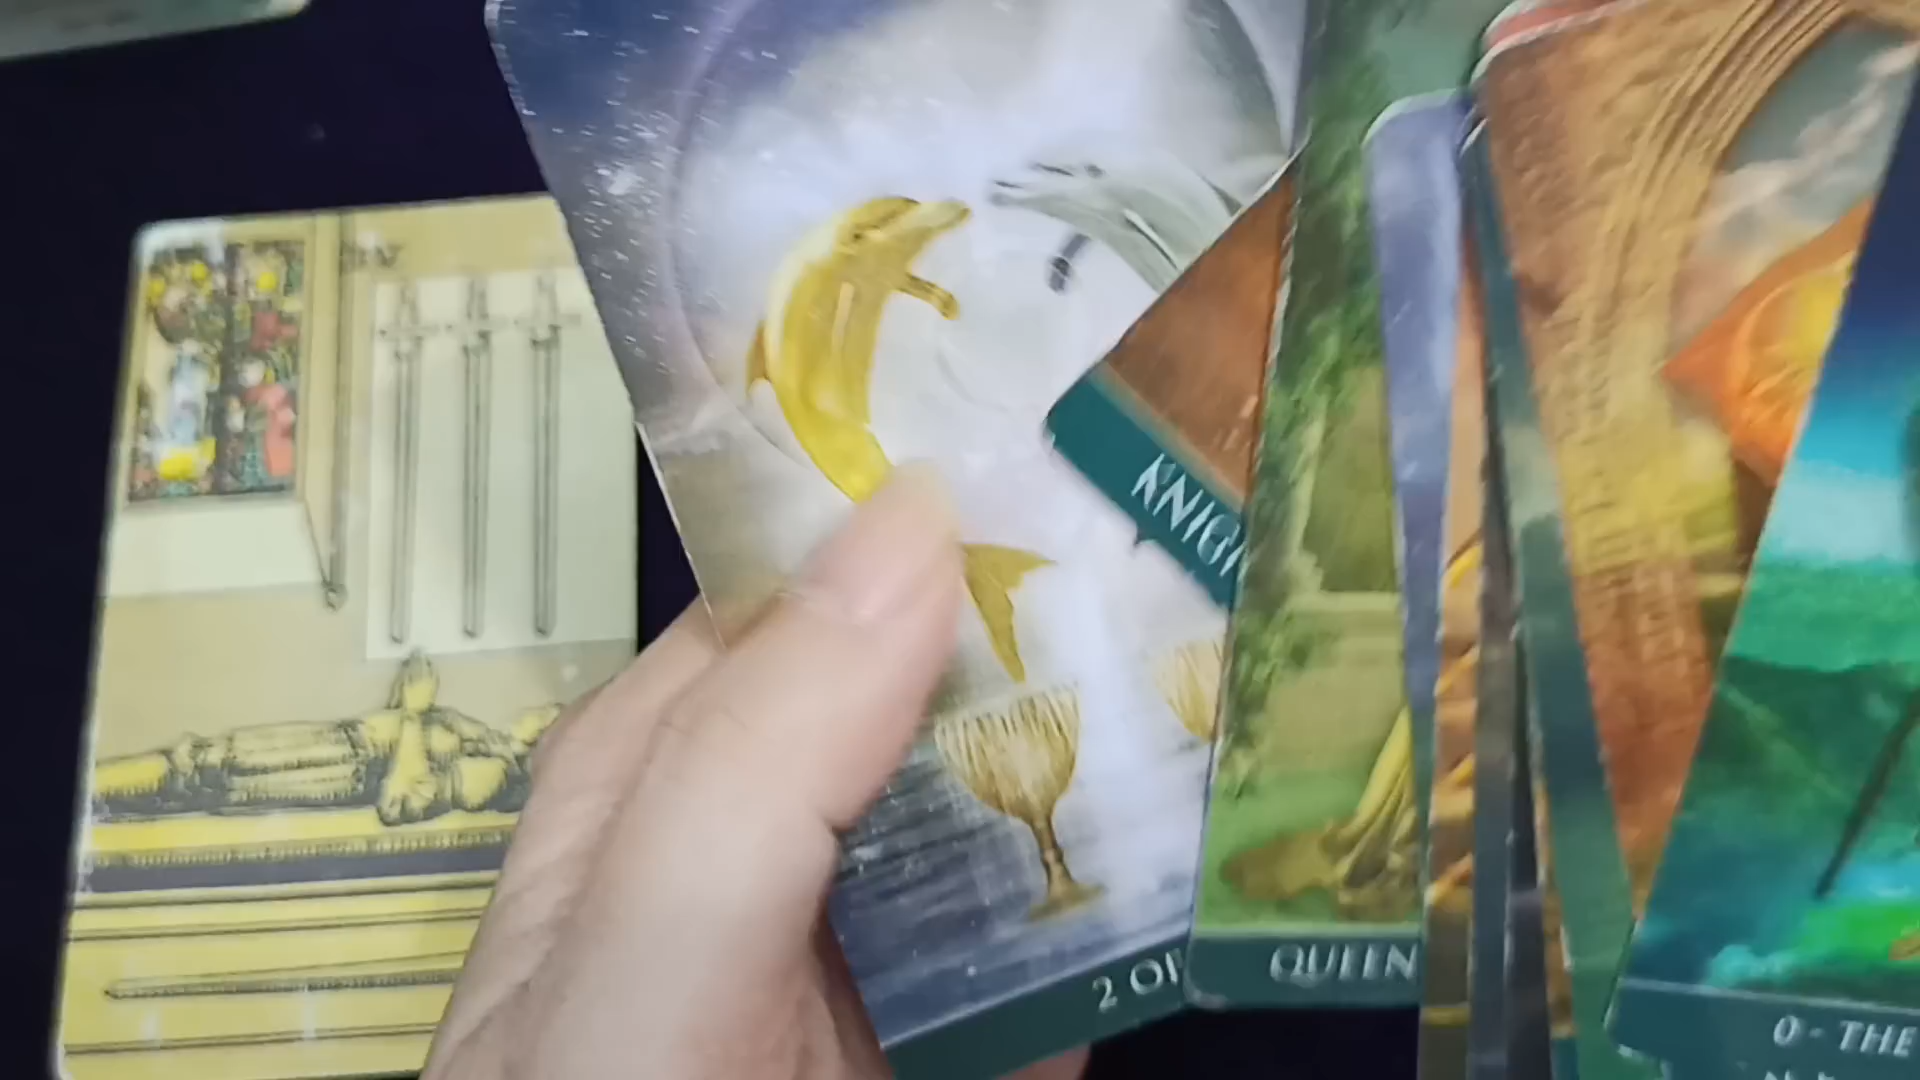 KNIGH
2 OF
QUEEN
0 - THE